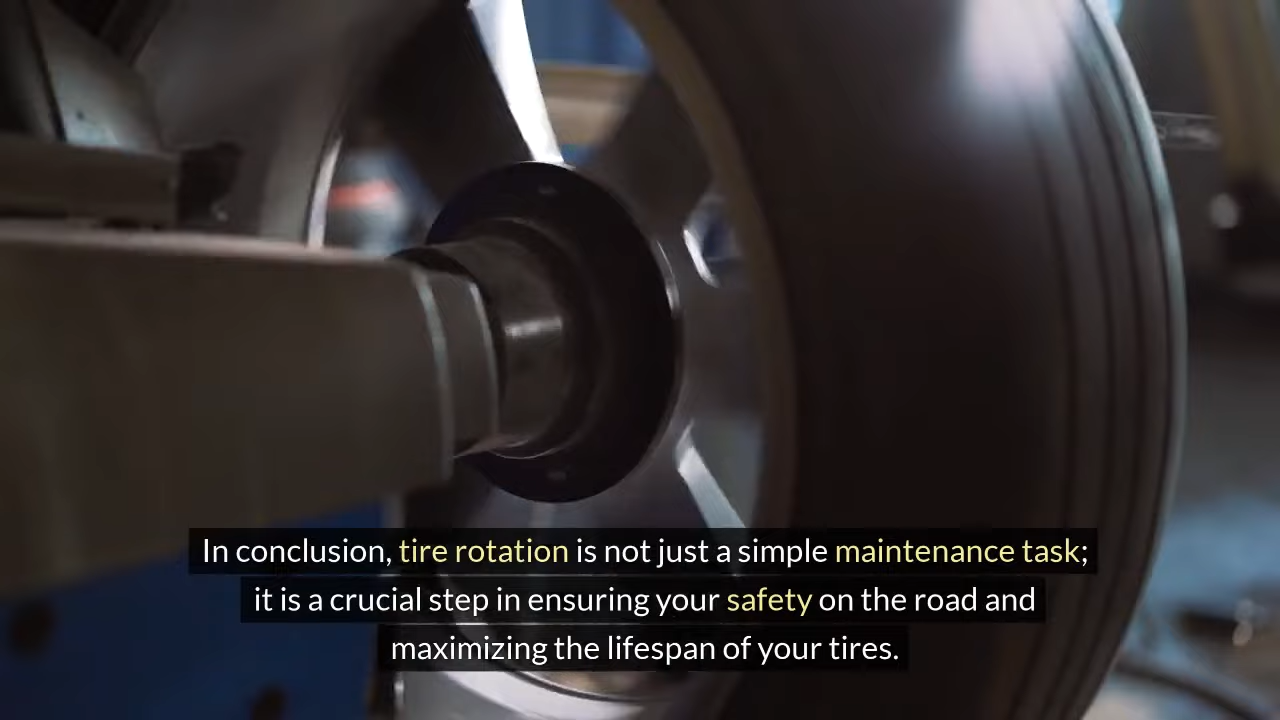 In conclusion, tire rotation is not just a simple maintenance task;
it is a crucial step in ensuring your safety on the road and
maximizing the lifespan of your tires.